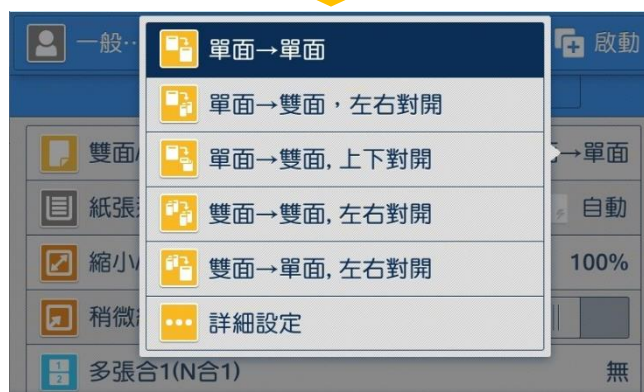 一般··
啟動
單面→單面
單面→雙面，左右對開
單面→雙面, 上下對開
雙面→雙面, 左右對開
雙面→單面, 左右對開
詳細設定
雙面/
→單面
紙張
自動
縮小/
100%
稍微
多張合1(N合1)
無